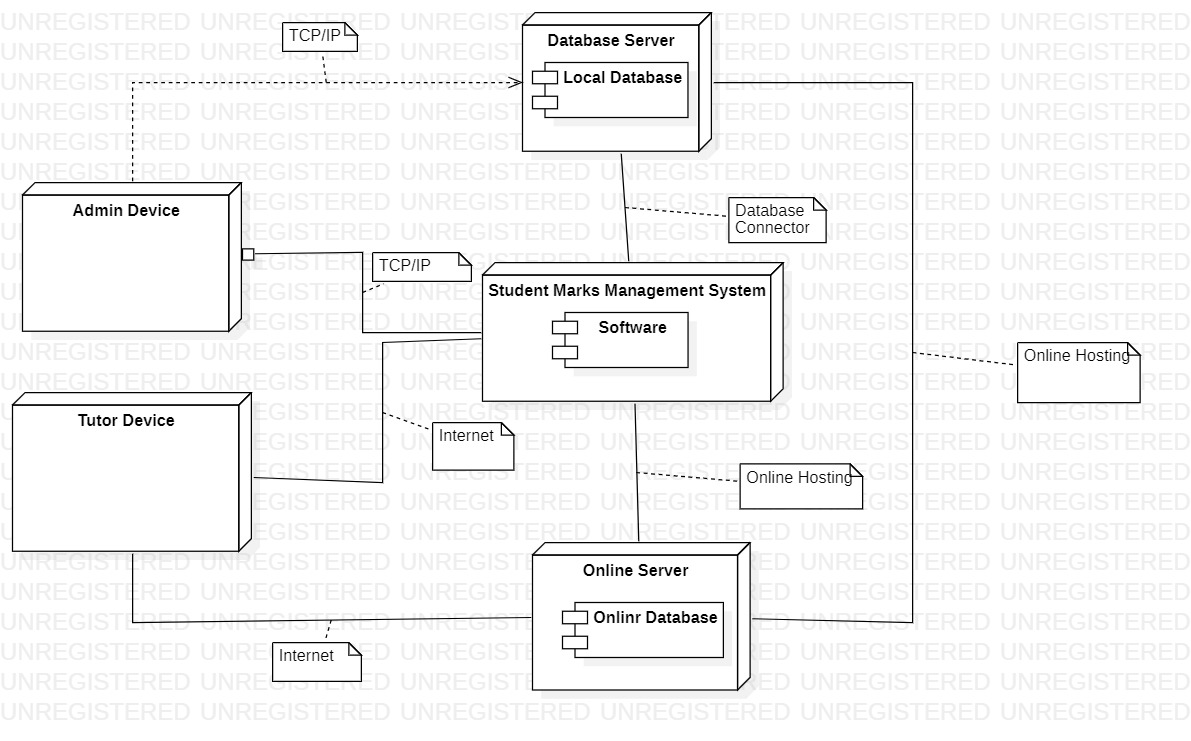 TCP/IP
Database Server
Local Database
Admin Device
Database
Connector
TCP/IP
Student Marks Management System
Software
Online Hosting
Tutor Device
Internet
Online Hosting
Online Server
Onlinr Database
Internet
UNREGISTERED